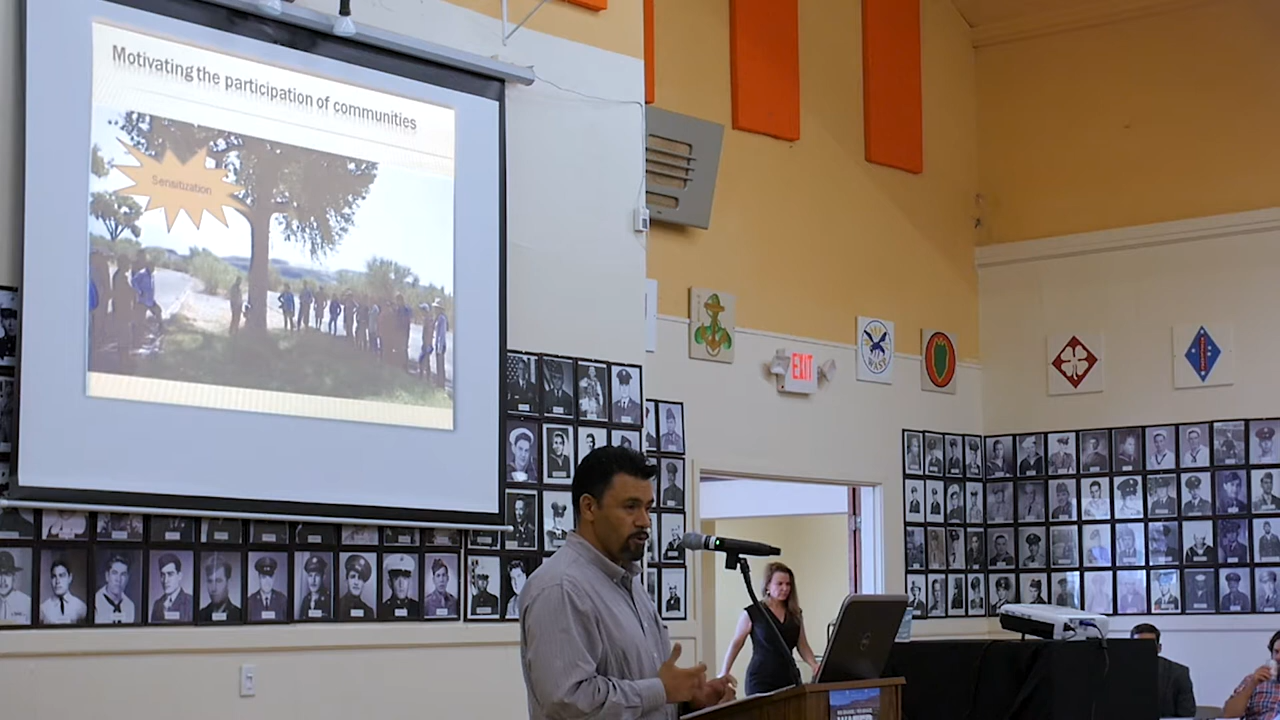 Motivating the participation of communities
Sensitization
EXIT
WASP